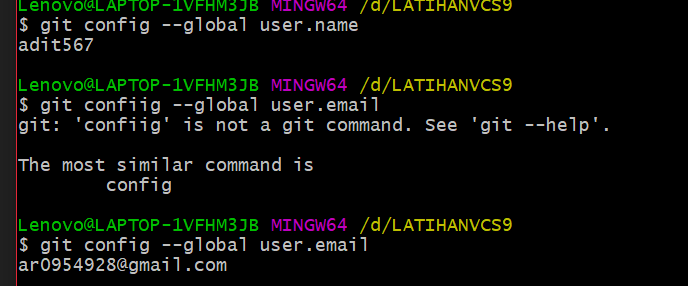 Lenovo@LAPTOP-1VFHM3JB MINGW64 /d/LATIHANVCS9
$ git config --global user.name
adit567
Lenovo@LAPTOP-1VFHM3JB MINGW64 /d/LATIHANVCS9
$ git confiig --global user.email
git: 'confiig' is not a git command. See 'git --help'.
The most similar command is
config
Lenovo@LAPTOP-1VFHM3JB MINGW64 /d/LATIHANVCS9
$ git config --global user.email
ar0954928@gmail.com